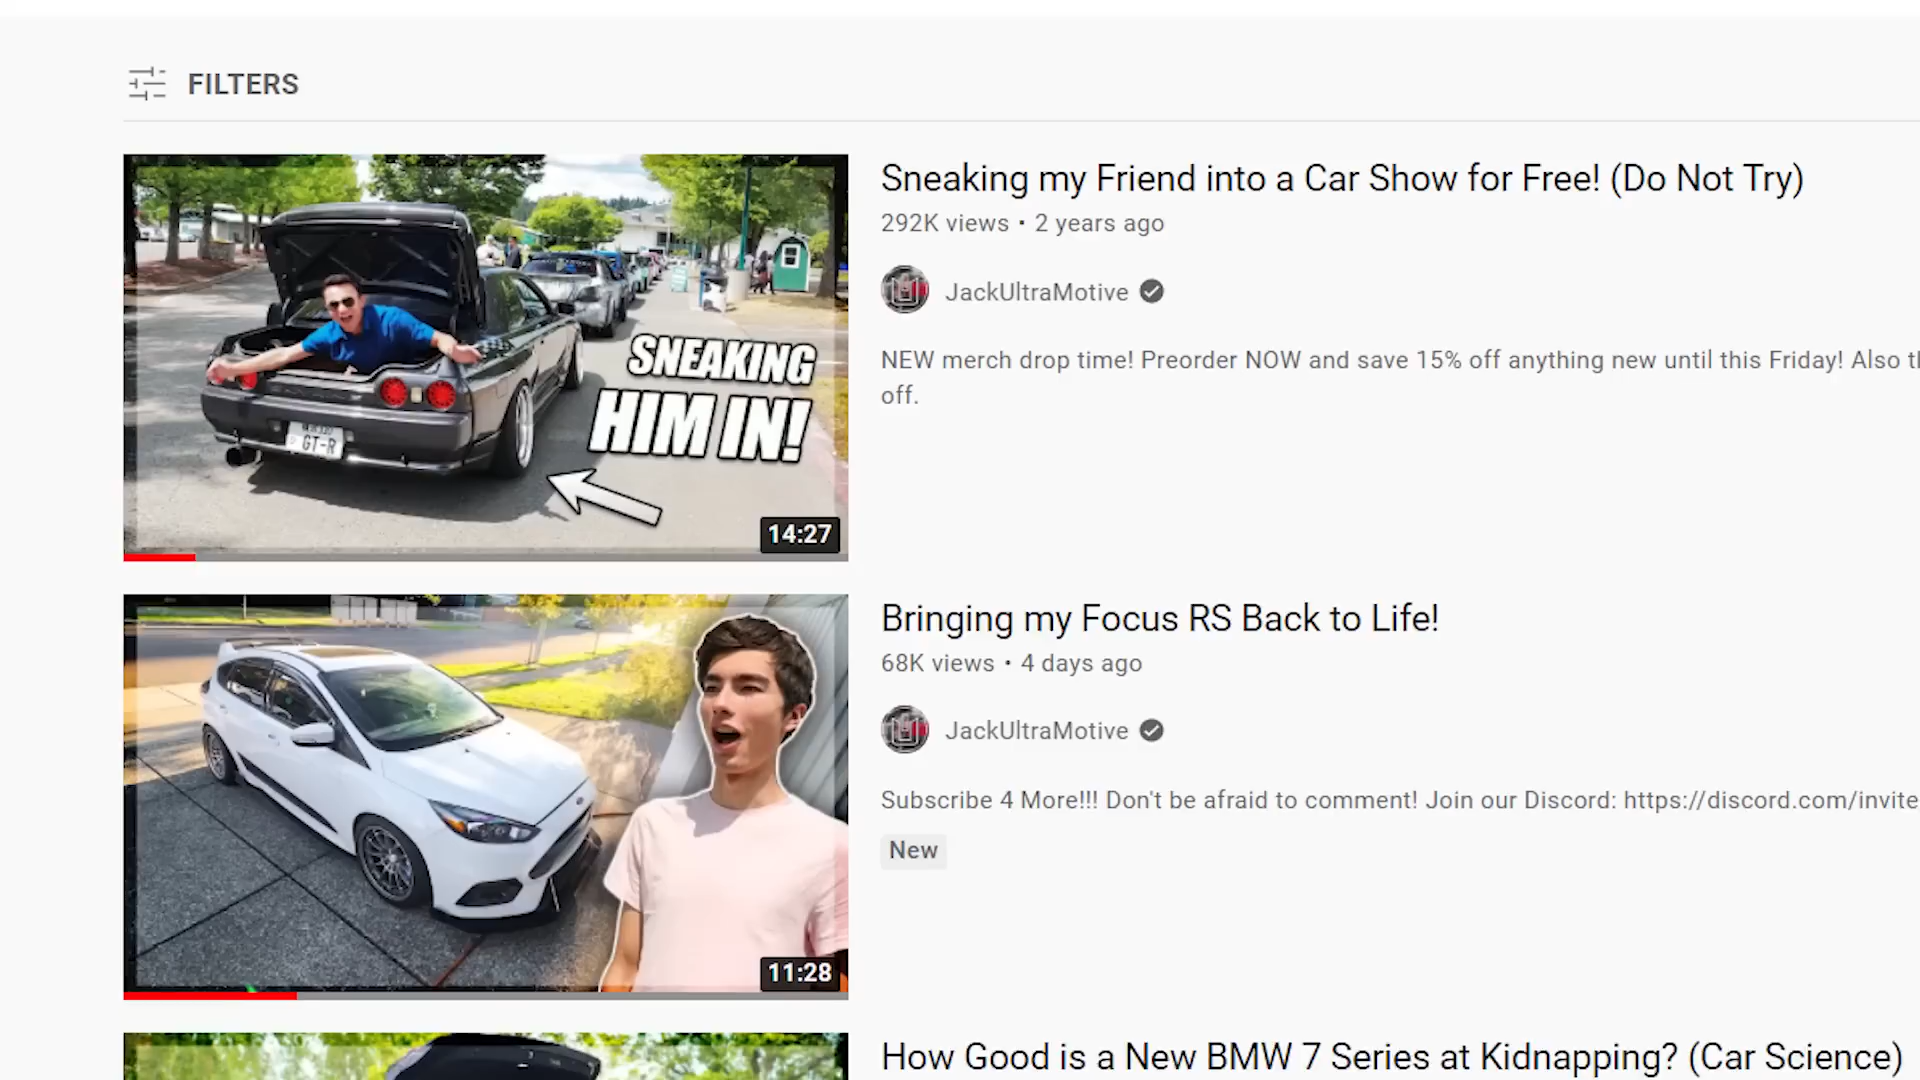 FILTERS
SNEAKING
HIM IN!
GT-R
14:27
Sneaking my Friend into a Car Show for Free! (Do Not Try)
292K views • 2 years ago
JackUltraMotive
NEW merch drop time! Preorder NOW and save 15% off anything new until this Friday! Also
off.
11:28
Bringing my Focus RS Back to Life!
68K views • 4 days ago
JackUltraMotive
Subscribe 4 More!!! Don't be afraid to comment! Join our Discord: https://discord.com/invite
New
How Good is a New BMW 7 Series at Kidnapping? (Car Science)